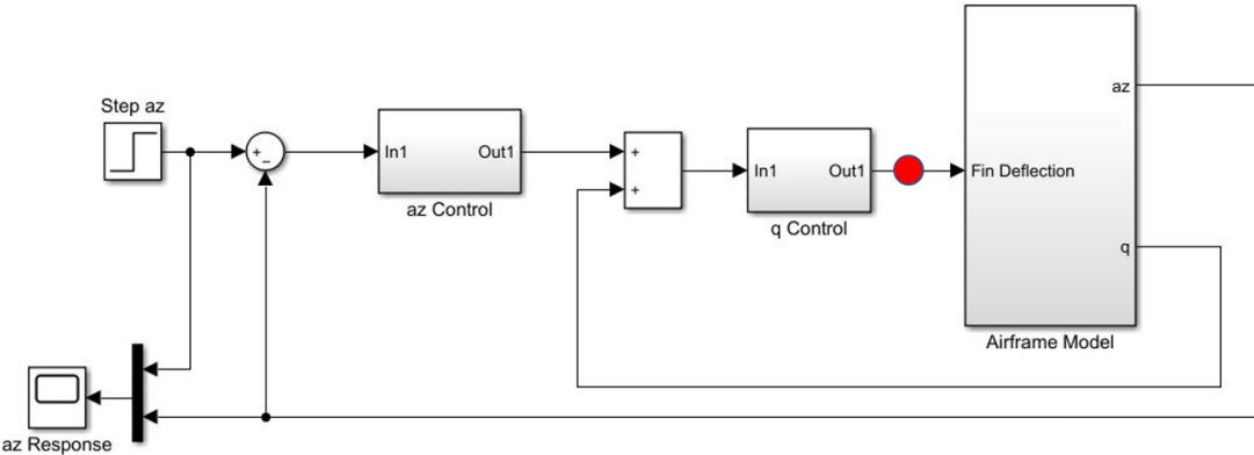 Step az
+
−
In1
Out1
az Control
+
+
In1
Out1
q Control
az
Fin Deflection
q
Airframe Model
az Response